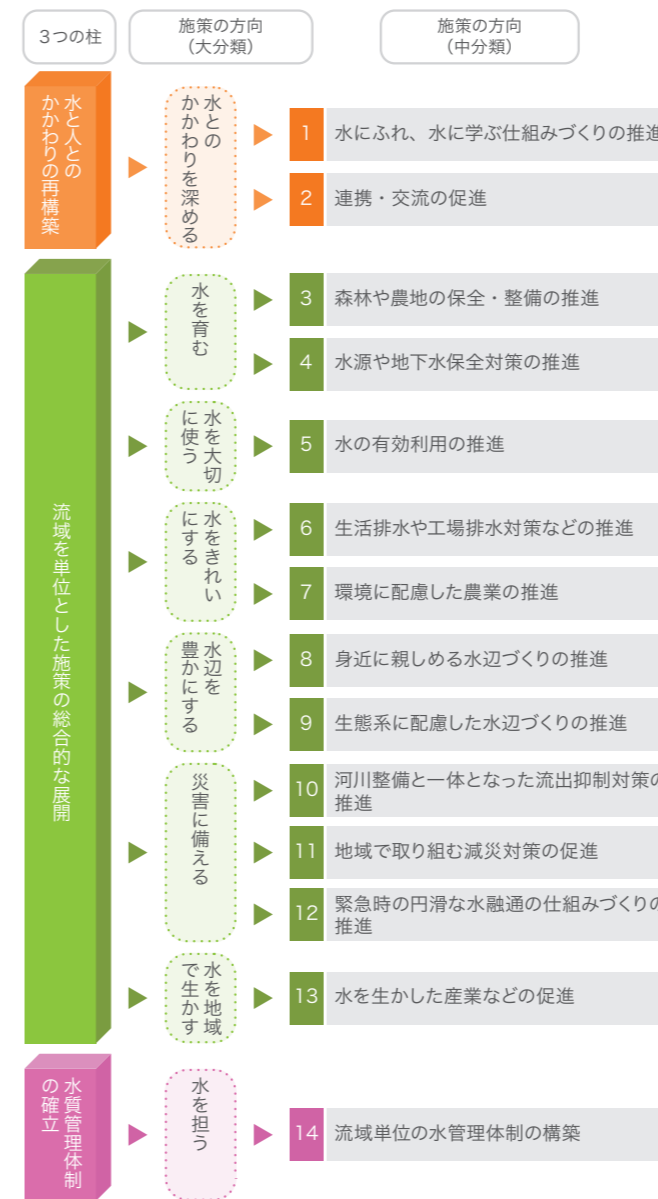 3つの柱
施策の方向
（大分類）
施策の方向
（中分類）
水と人との
かかわりの再構築
水との
かかわりを深める
1 水にふれ、水に学ぶ仕組みづくりの推進
2 連携・交流の促進
流域を単位とした施策の総合的な展開
水を育む
3 森林や農地の保全・整備の推進
4 水源や地下水保全対策の推進
水を大切
に使う
5 水の有効利用の推進
水をきれい
にする
6 生活排水や工場排水対策などの推進
7 環境に配慮した農業の推進
水辺を
豊かにする
8 身近に親しめる水辺づくりの推進
9 生態系に配慮した水辺づくりの推進
災害に備える
10 河川整備と一体となった流出抑制対策の
推進
11 地域で取り組む減災対策の促進
12 緊急時の円滑な水融通の仕組みづくりの
推進
水を地域
で生かす
13 水を生かした産業などの促進
水質管理体制
の確立
水を担う
14 流域単位の水管理体制の構築